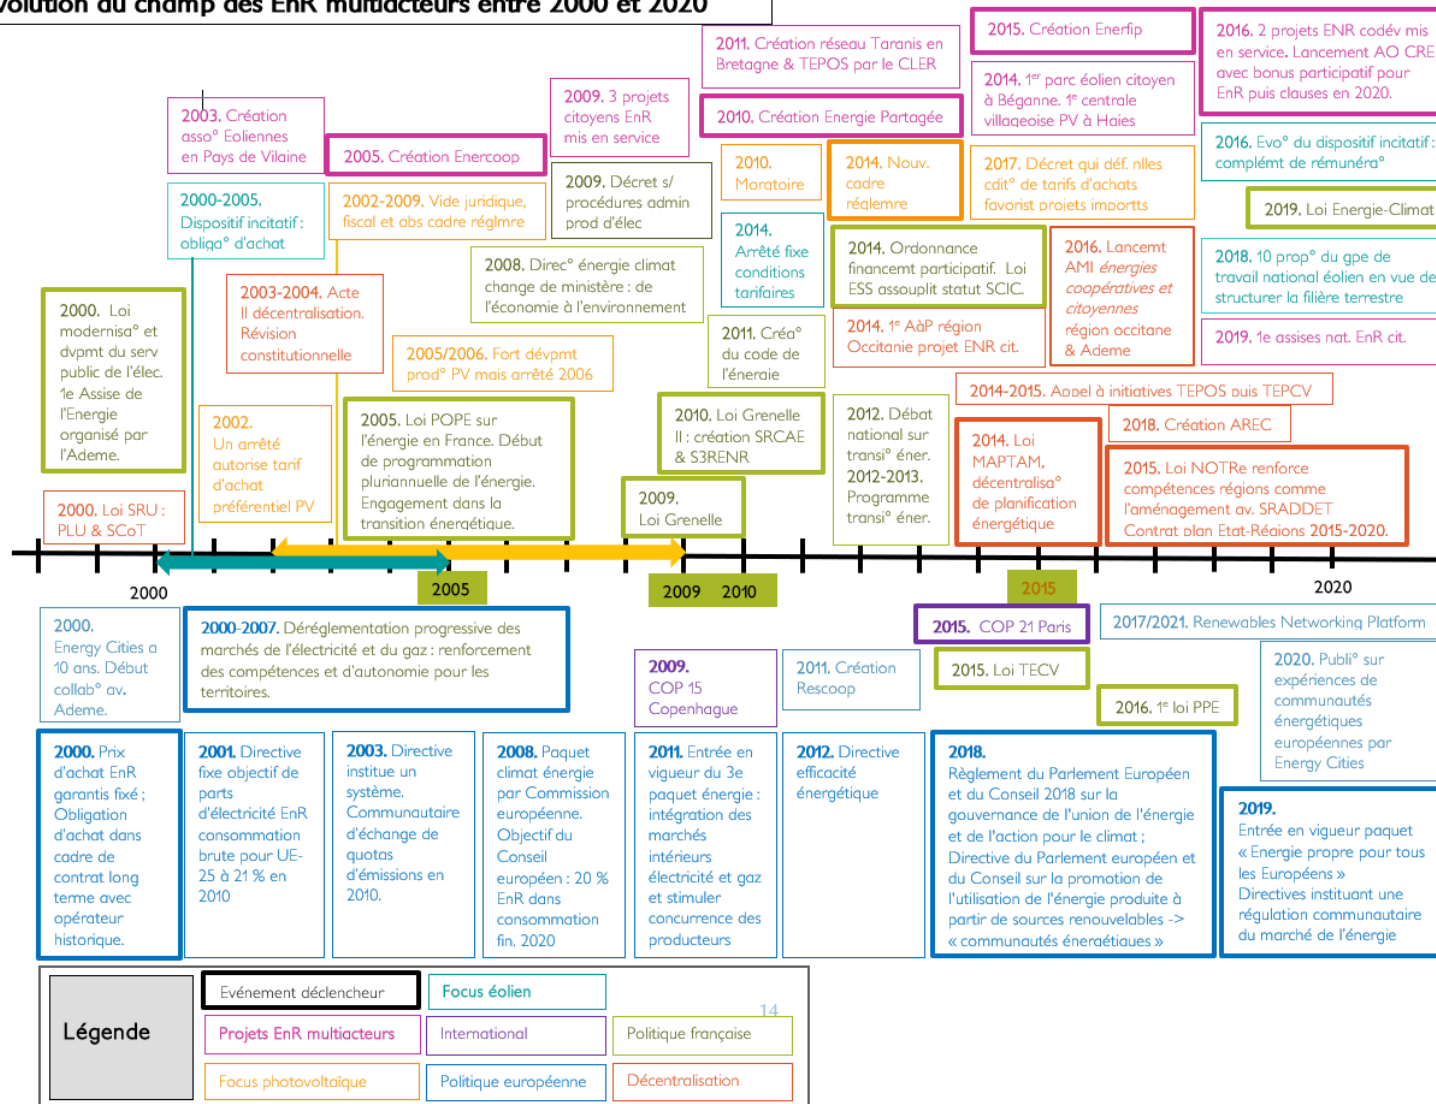 volution du champ des EnR multiacteurs entre 2000 et 2020
2011. Création réseau Taranis en
Bretagne & TEPOS par le CLER
2015. Création Enerfip
2016. 2 projets ENR codév mis
en service. Lancement AO CRE
avec bonus participatif pour
EnR puis clauses en 2020.
2003. Création
asso° Eoliennes
en Pays de Vilaine
2005. Création Enercoop
2009. 3 projets
citoyens EnR
mis en service
2010. Création Energie Partagée
2014. 1er parc éolien citoyen
à Béganne. 1e centrale
villageoise PV à Haies
2016. Evo° du dispositif incitatif :
complémt de rémunéra°
2000-2005.
Dispositif incitatif :
obliga° d'achat
2002-2009. Vide juridique,
fiscal et abs cadre réglmre
2009. Décret s/
procédures admin
prod d'élec
2010.
Moratoire
2014. Nouv.
cadre
réglemre
2017. Décret qui déf. nlles
cdit° de tarifs d'achats
favorist projets importts
2019. Loi Energie-Climat
2014.
Arrêté fixe
conditions
tarifaires
2014. Ordonnance
financemt participatif. Loi
ESS assouplit statut SCIC.
2016. Lancemt
AMI énergies
coopératives et
citoyennes
région occitane
& Ademe
2018. 10 prop° du gpe de
travail national éolien en vue de
structurer la filière terrestre
2000. Loi
modernisa° et
dvpmt du serv
public de l'élec.
1e Assise de
l'Energie
organisé par
l'Ademe.
2003-2004. Acte
II décentralisation.
Révision
constitutionnelle
2008. Direc° énergie climat
change de ministère : de
l'économie à l'environnement
2011. Créa°
du code de
l'énergie
2014. 1e AàP région
Occitanie projet ENR cit.
2019. 1e assises nat. EnR cit.
2005/2006. Fort dévpmt
prod° PV mais arrêté 2006
2014-2015. Appel à initiatives TEPOS puis TEPCV
2002.
Un arrêté
autorise tarif
d'achat
préférentiel PV
2005. Loi POPE sur
l'énergie en France. Début
de programmation
pluriannuelle de l'énergie.
Engagement dans la
transition énergétique.
2010. Loi Grenelle
II : création SRCAE
& S3RENR
2012. Débat
national sur
transi° éner.
2012-2013.
Programme
transi° éner.
2018. Création AREC
2014. Loi
MAPTAM,
décentralisa°
de planification
énergétique
2015. Loi NOTRe renforce
compétences régions comme
l'aménagement av. SRADDET
Contrat plan Etat-Régions 2015-2020.
2000. Loi SRU :
PLU & SCoT
2009.
Loi Grenelle
2000
2005
2009
2010
2015
2020
2000.
Energy Cities a
10 ans. Début
collab° av.
Ademe.
2000-2007. Déréglementation progressive des
marchés de l'électricité et du gaz : renforcement
des compétences et d'autonomie pour les
territoires.
2009.
COP 15
Copenhague
2011. Création
Rescoop
2015. COP 21 Paris
2015. Loi TECV
2017/2021. Renewables Networking Platform
2016. 1e loi PPE
2020. Publi° sur
expériences de
communautés
énergétiques
européennes par
Energy Cities
2000. Prix
d'achat EnR
garantis fixé ;
Obligation
d'achat dans
cadre de
contrat long
terme avec
opérateur
historique.
2001. Directive
fixe objectif de
parts
d'électricité EnR
consommation
brute pour UE-
25 à 21 % en
2010
2003. Directive
institue un
système.
Communautaire
d'échange de
quotas
d'émissions en
2010.
2008. Paquet
climat énergie
par Commission
européenne.
Objectif du
Conseil
européen : 20 %
EnR dans
consommation
fin. 2020
2011. Entrée en
vigueur du 3e
paquet énergie :
intégration des
marchés
intérieurs
électricité et gaz
et stimuler
concurrence des
producteurs
2012. Directive
efficacité
énergétique
2018.
Règlement du Parlement Européen
et du Conseil 2018 sur la
gouvernance de l'union de l'énergie
et de l'action pour le climat ;
Directive du Parlement européen et
du Conseil sur la promotion de
l'utilisation de l'énergie produite à
partir de sources renouvelables ->
« communautés énergétiques »
2019.
Entrée en vigueur paquet
« Energie propre pour tous
les Européens »
Directives instituant une
régulation communautaire
du marché de l'énergie
Légende
Evénement déclencheur
Focus éolien
Projets EnR multiacteurs
International
Politique française
Focus photovoltaïque
Politique européenne
Décentralisation
14